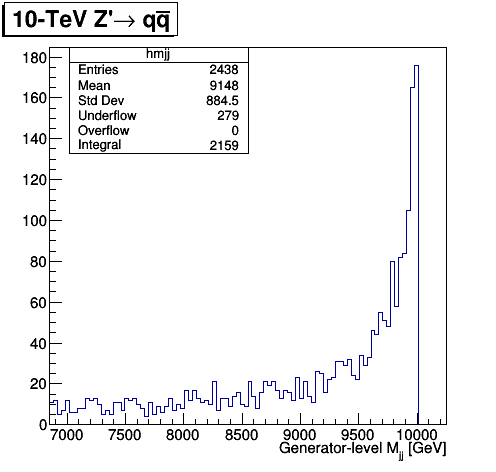 10-TeV Z'→ qq̅
hmjj
Entries 2438
Mean 9148
Std Dev 884.5
Underflow 279
Overflow 0
Integral 2159
180
160
140
120
100
80
60
40
20
0
7000 7500 8000 8500 9000 9500 10000
Generator-level Mjj [GeV]